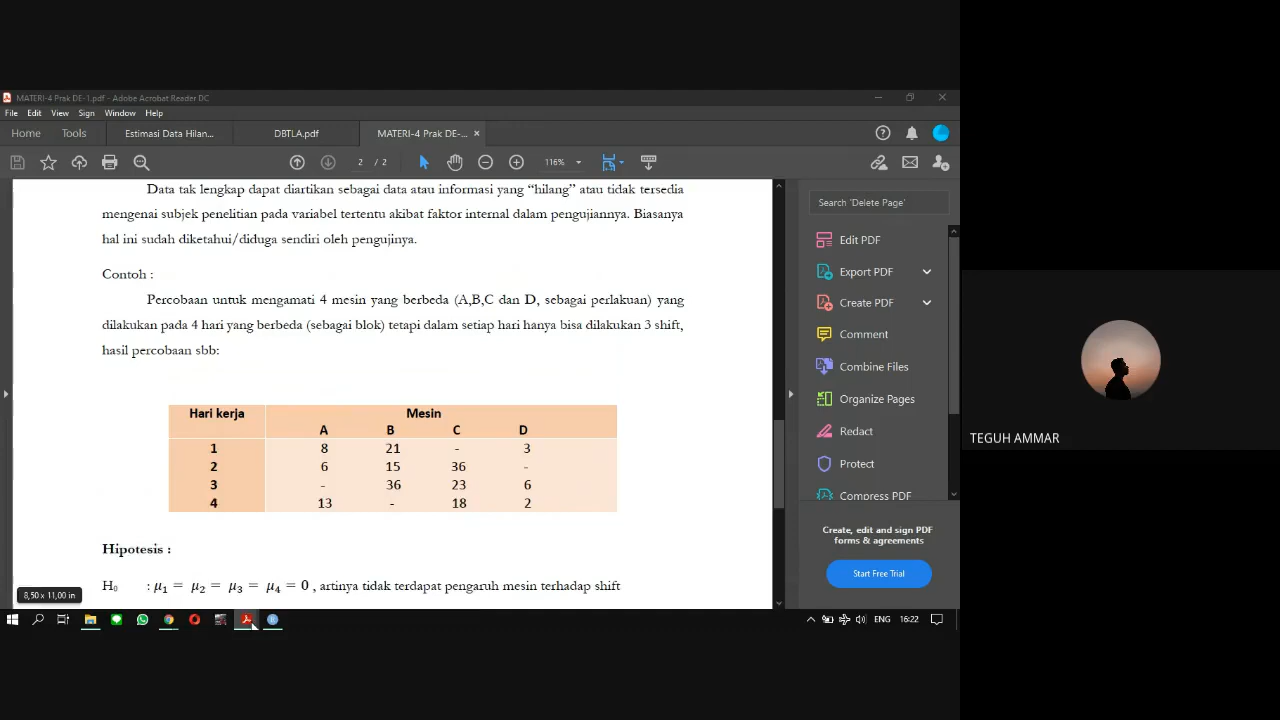 MATERI-4 Prak DE-1.pdf - Adobe Acrobat Reader DC
File Edit View Sign Window Help
Home Tools Estimasi Data Hilan... DBTLA.pdf MATERI-4 Prak DE-... ×
2 / 2 116%
Data tak lengkap dapat diartikan sebagai data atau informasi yang “hilang” atau tidak tersedia
mengenai subjek penelitian pada variabel tertentu akibat faktor internal dalam pengujiannya. Biasanya
hal ini sudah diketahui/diduga sendiri oleh pengujinya.
Contoh :
Percobaan untuk mengamati 4 mesin yang berbeda (A,B,C dan D, sebagai perlakuan) yang
dilakukan pada 4 hari yang berbeda (sebagai blok) tetapi dalam setiap hari hanya bisa dilakukan 3 shift,
hasil percobaan sbb:
Hari kerja Mesin
A B C D
1 8 21 - 3
2 6 15 36 -
3 - 36 23 6
4 13 - 18 2
Hipotesis :
H₀ : μ₁ = μ₂ = μ₃ = μ₄ = 0 , artinya tidak terdapat pengaruh mesin terhadap shift
8,50 x 11,00 in
Search 'Delete Page'
Edit PDF
Export PDF
Create PDF
Comment
Combine Files
Organize Pages
Redact
Protect
Compress PDF
Create, edit and sign PDF
forms & agreements
Start Free Trial
ENG 16:22
TEGUH AMMAR